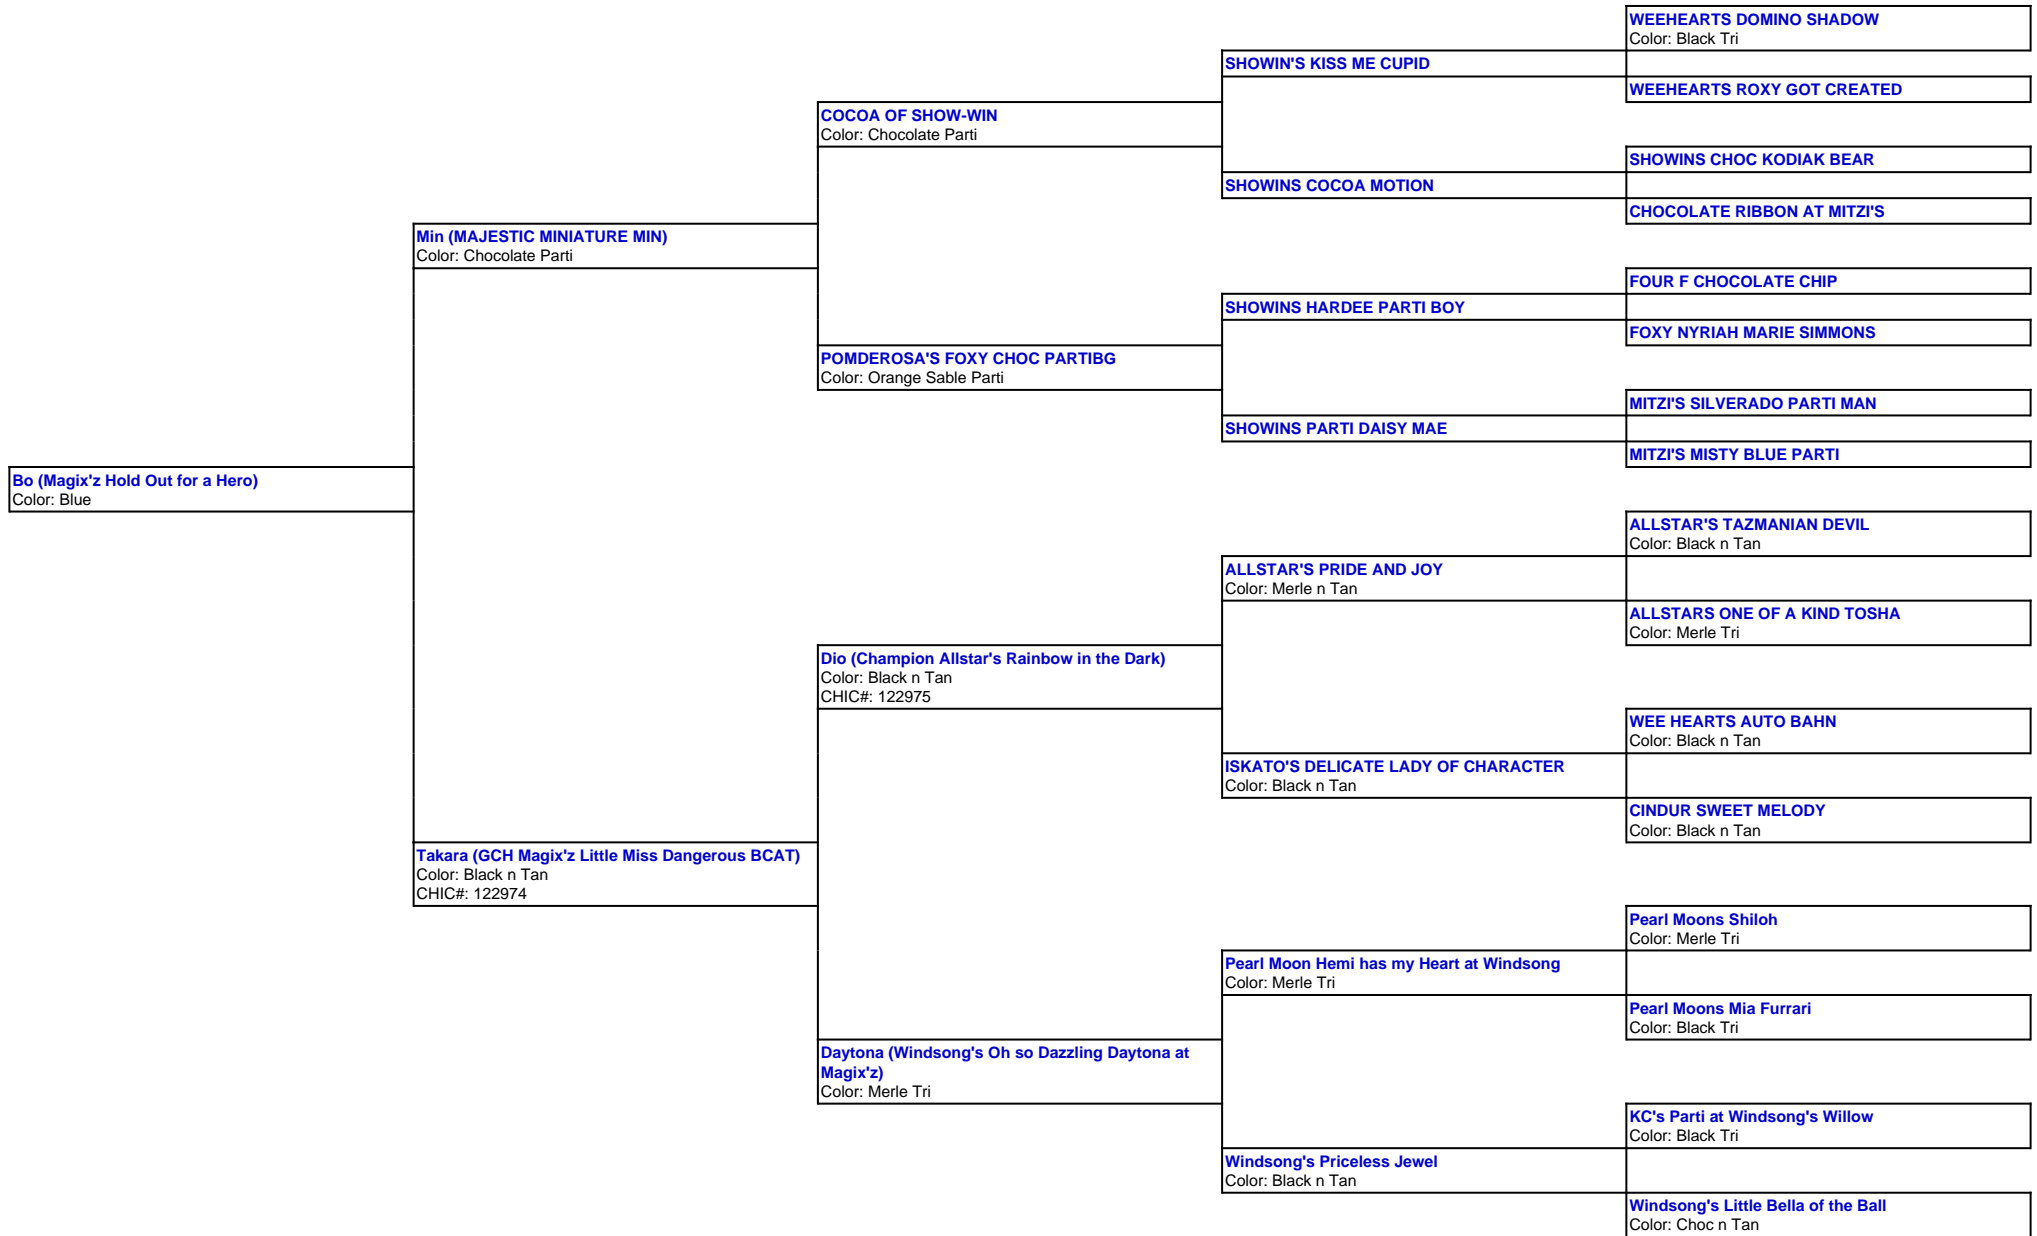 WEEHEARTS DOMINO SHADOW
Color: Black Tri
SHOWIN'S KISS ME CUPID
WEEHEARTS ROXY GOT CREATED
COCOA OF SHOW-WIN
Color: Chocolate Parti
SHOWINS CHOC KODIAK BEAR
SHOWINS COCOA MOTION
CHOCOLATE RIBBON AT MITZI'S
Min (MAJESTIC MINIATURE MIN)
Color: Chocolate Parti
FOUR F CHOCOLATE CHIP
SHOWINS HARDEE PARTI BOY
FOXY NYRIAH MARIE SIMMONS
POMDEROSA'S FOXY CHOC PARTIBG
Color: Orange Sable Parti
MITZI'S SILVERADO PARTI MAN
SHOWINS PARTI DAISY MAE
MITZI'S MISTY BLUE PARTI
Bo (Magix'z Hold Out for a Hero)
Color: Blue
ALLSTAR'S TAZMANIAN DEVIL
Color: Black n Tan
ALLSTAR'S PRIDE AND JOY
Color: Merle n Tan
ALLSTARS ONE OF A KIND TOSHA
Color: Merle Tri
Dio (Champion Allstar's Rainbow in the Dark)
Color: Black n Tan
CHIC#: 122975
WEE HEARTS AUTO BAHN
Color: Black n Tan
ISKATO'S DELICATE LADY OF CHARACTER
Color: Black n Tan
CINDUR SWEET MELODY
Color: Black n Tan
Takara (GCH Magix'z Little Miss Dangerous BCAT)
Color: Black n Tan
CHIC#: 122974
Pearl Moons Shiloh
Color: Merle Tri
Pearl Moon Hemi has my Heart at Windsong
Color: Merle Tri
Pearl Moons Mia Furrari
Color: Black Tri
Daytona (Windsong's Oh so Dazzling Daytona at
Magix'z)
Color: Merle Tri
KC's Parti at Windsong's Willow
Color: Black Tri
Windsong's Priceless Jewel
Color: Black n Tan
Windsong's Little Bella of the Ball
Color: Choc n Tan